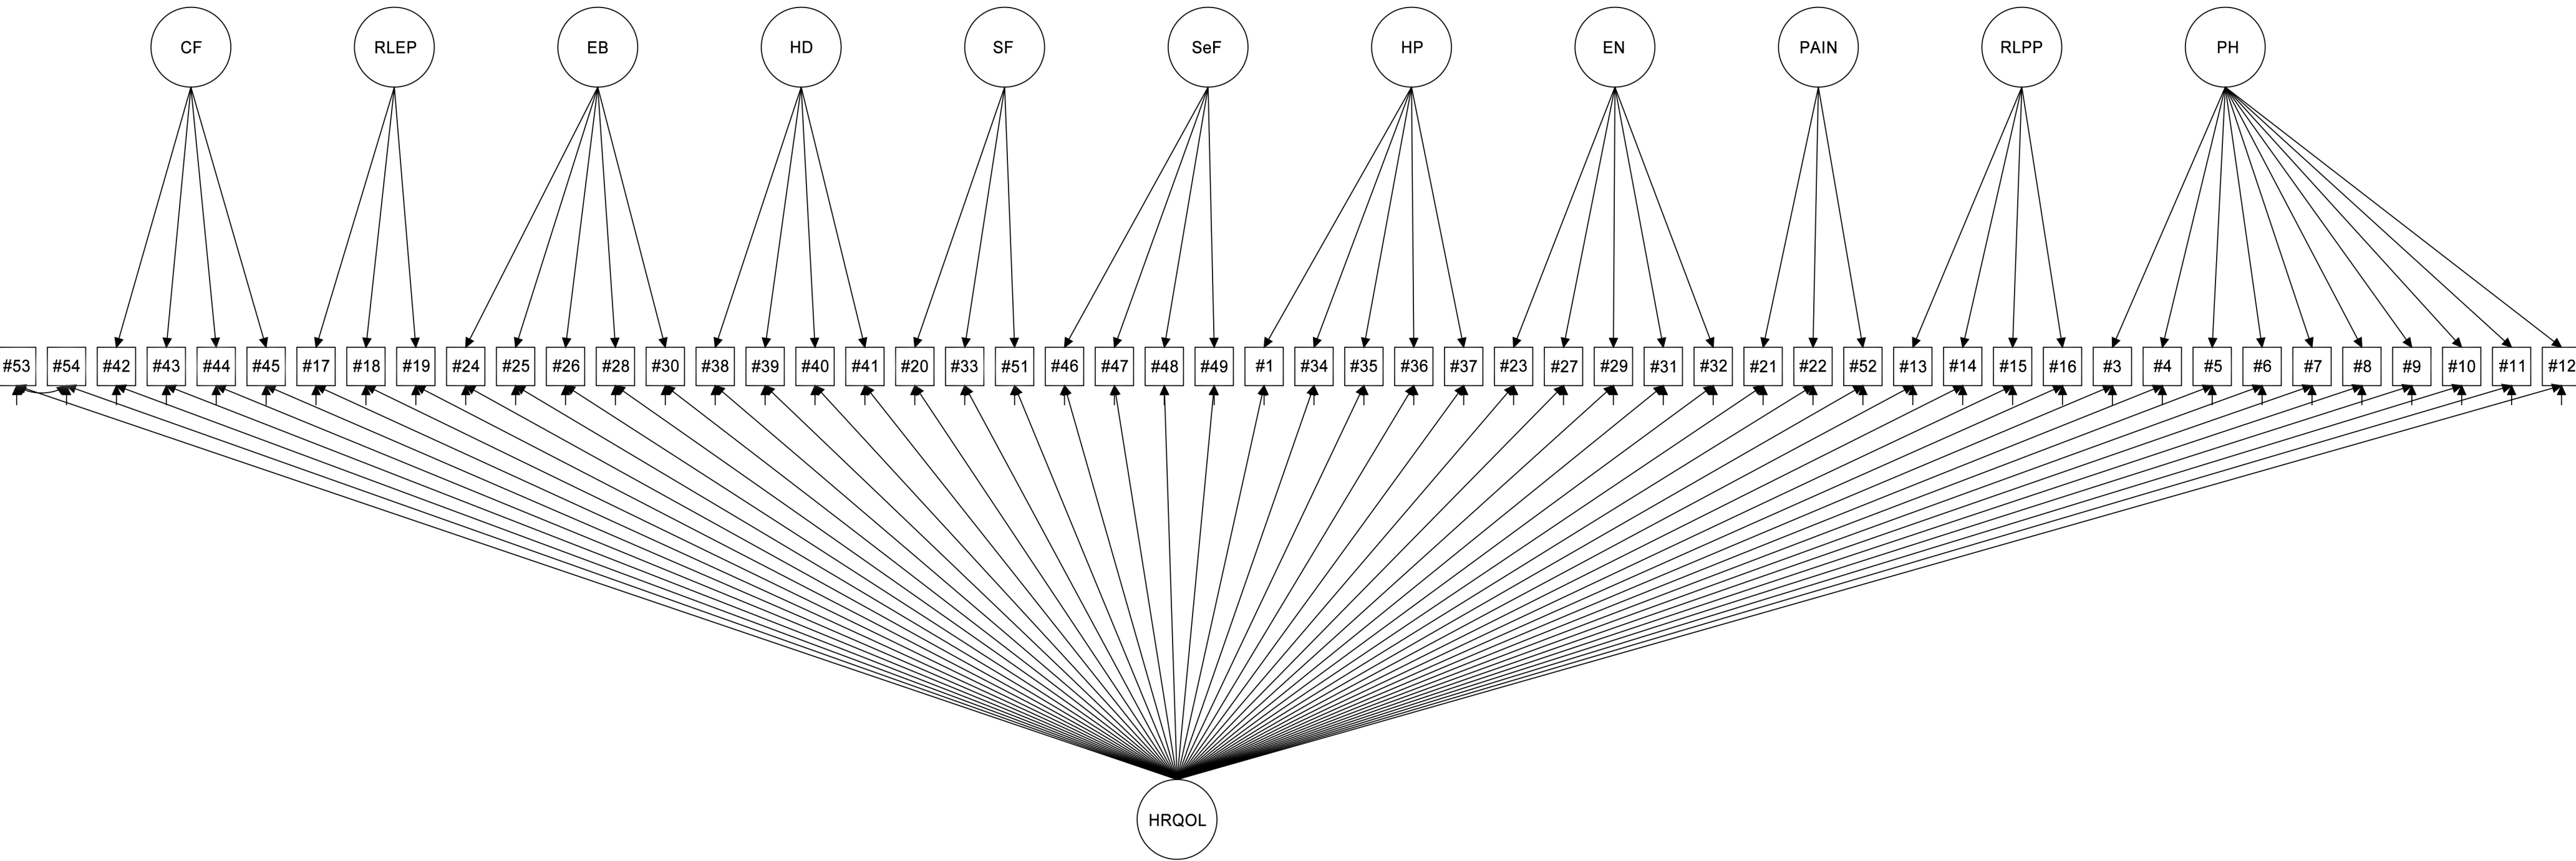 CF RLEP EB HD SF SeF HP EN PAIN RLPP PH
#53 #54 #42 #43 #44 #45 #17 #18 #19 #24 #25 #26 #28 #30 #38 #39 #40 #41 #20 #33 #51 #46 #47 #48 #49 #1 #34 #35 #36 #37 #23 #27 #29 #31 #32 #21 #22 #52 #13 #14 #15 #16 #3 #4 #5 #6 #7 #8 #9 #10 #11 #12
HRQOL